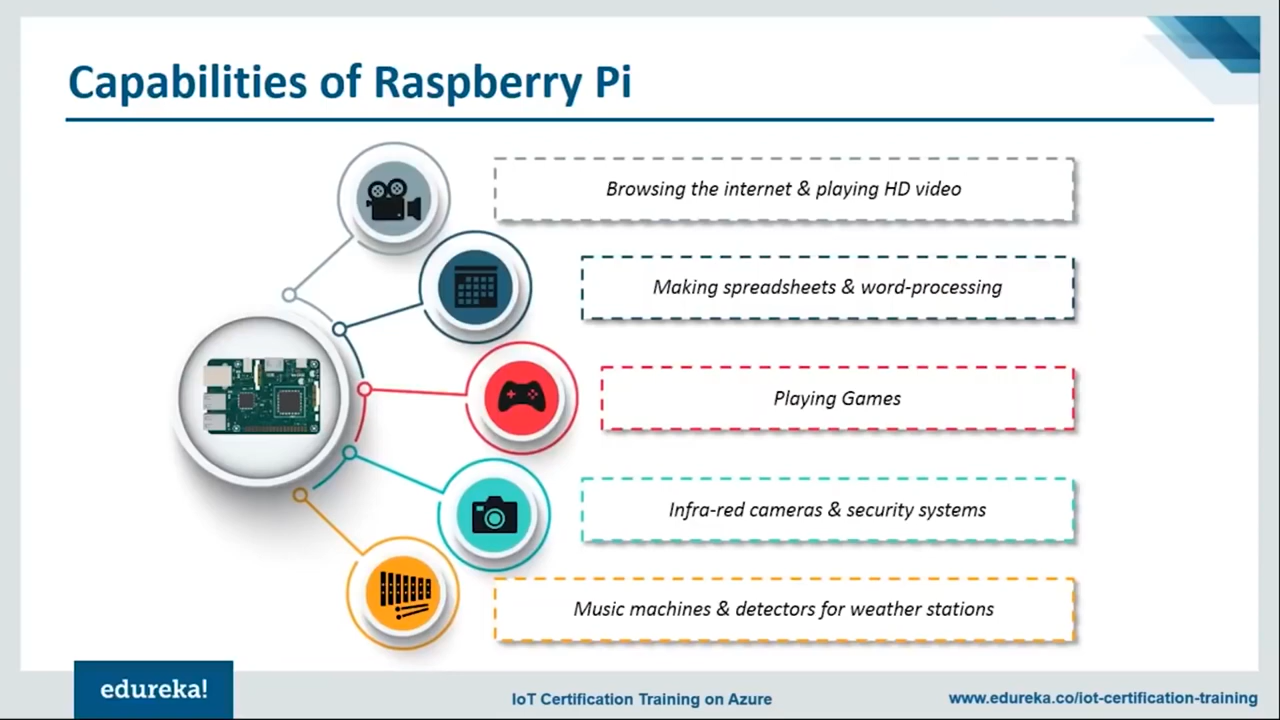 Capabilities of Raspberry Pi
Browsing the internet & playing HD video
Making spreadsheets & word-processing
Playing Games
Infra-red cameras & security systems
Music machines & detectors for weather stations
edureka!
IoT Certification Training on Azure
www.edureka.co/iot-certification-training